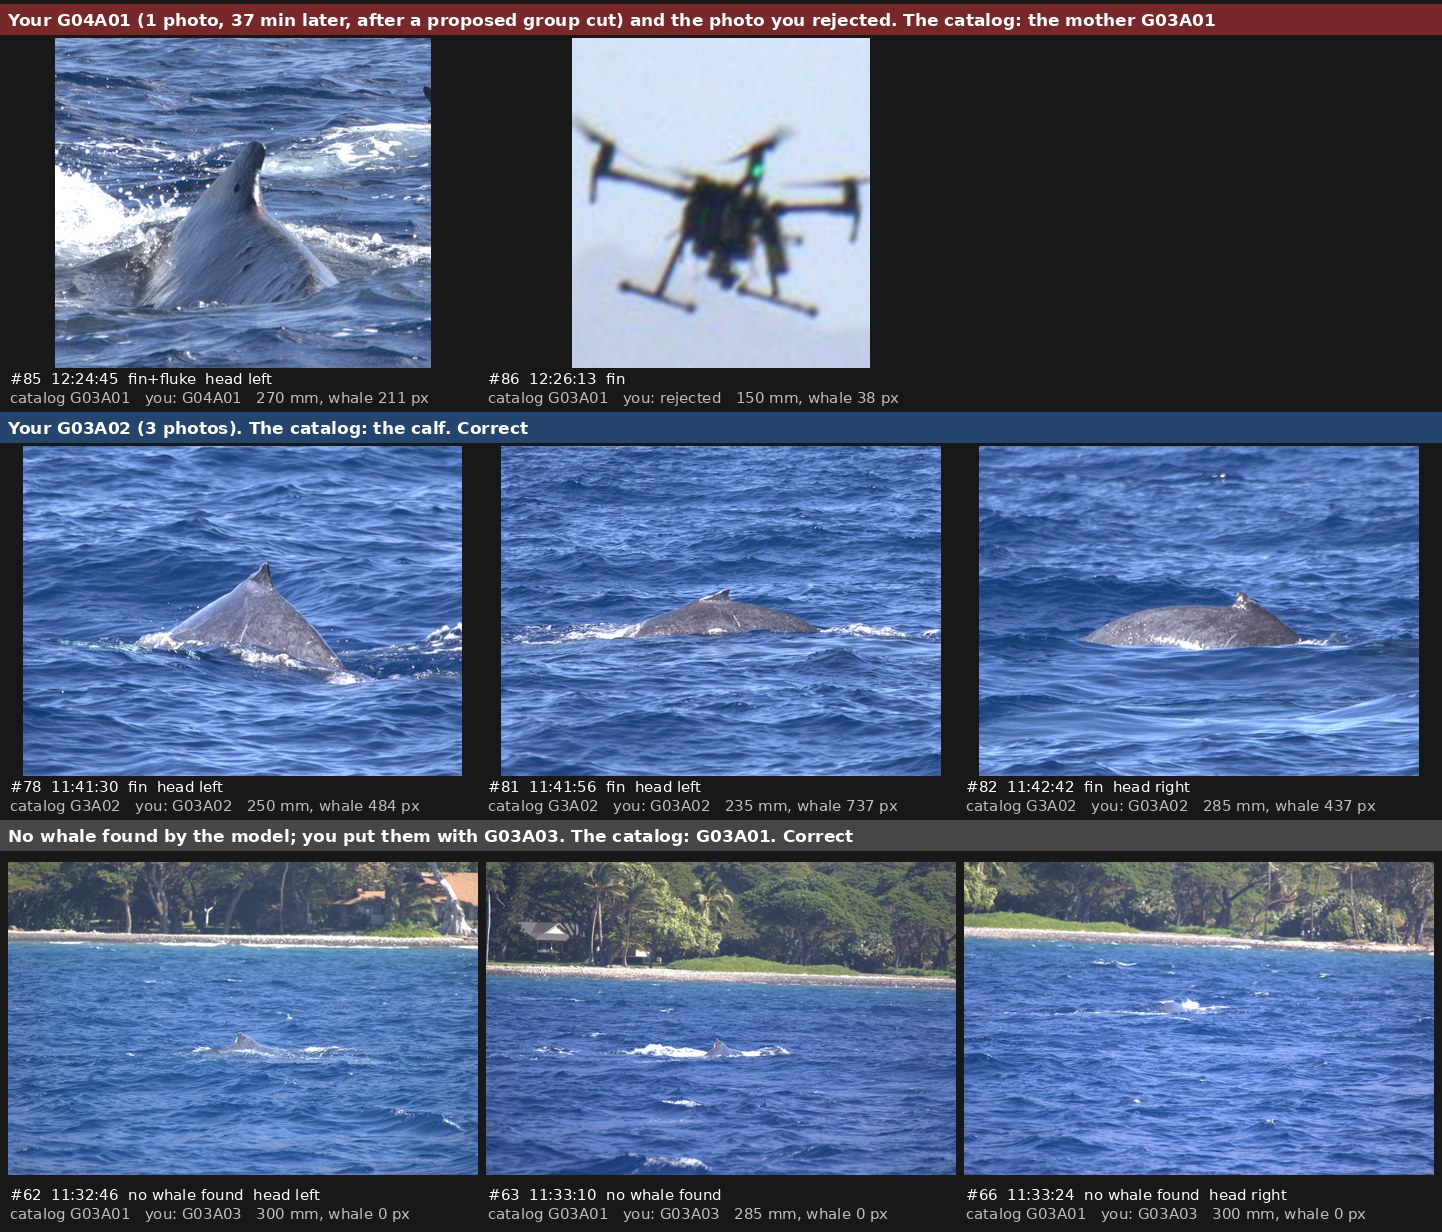 Your G04A01 (1 photo, 37 min later, after a proposed group cut) and the photo you rejected. The catalog: the mother G03A01
#85 12:24:45 fin+fluke head left
catalog G03A01 you: G04A01 270 mm, whale 211 px
#86 12:26:13 fin
catalog G03A01 you: rejected 150 mm, whale 38 px
Your G03A02 (3 photos). The catalog: the calf. Correct
#78 11:41:30 fin head left
catalog G3A02 you: G03A02 250 mm, whale 484 px
#81 11:41:56 fin head left
catalog G3A02 you: G03A02 235 mm, whale 737 px
#82 11:42:42 fin head right
catalog G3A02 you: G03A02 285 mm, whale 437 px
No whale found by the model; you put them with G03A03. The catalog: G03A01. Correct
#62 11:32:46 no whale found head left
catalog G03A01 you: G03A03 300 mm, whale 0 px
#63 11:33:10 no whale found
catalog G03A01 you: G03A03 285 mm, whale 0 px
#66 11:33:24 no whale found head right
catalog G03A01 you: G03A03 300 mm, whale 0 px